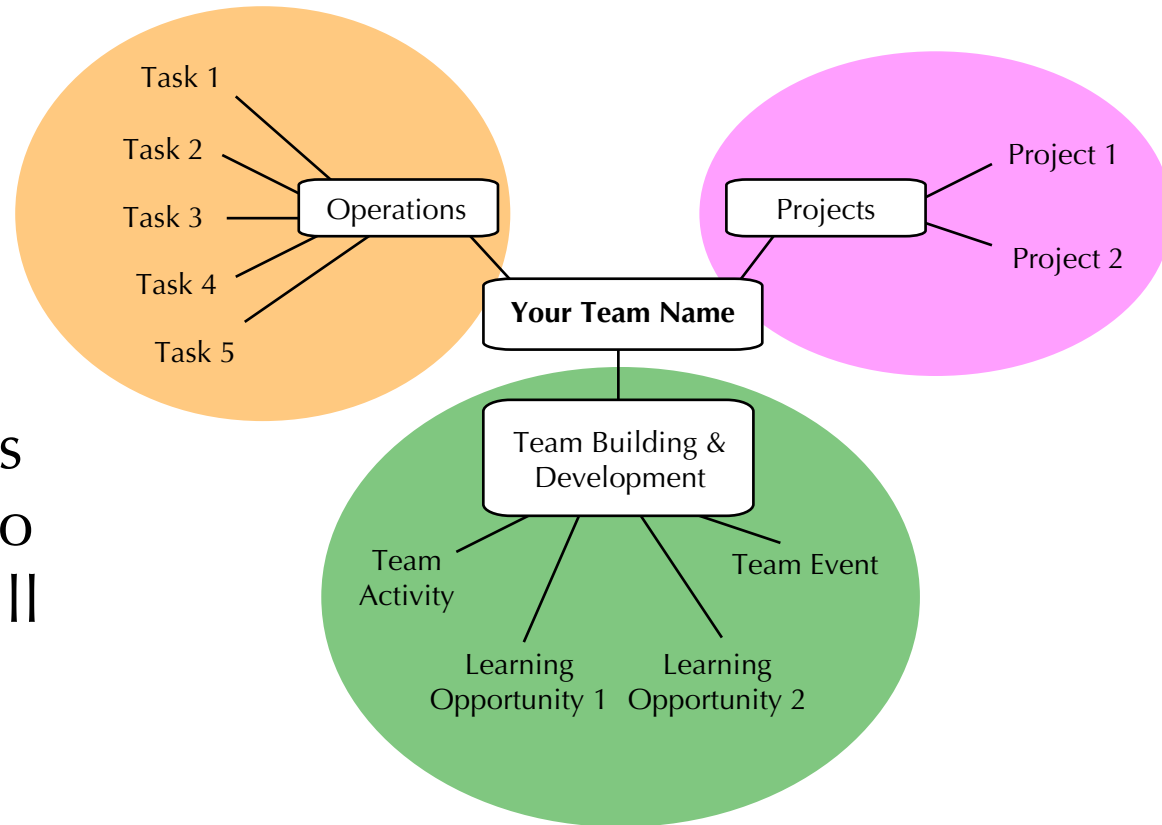 Task 1
Task 2
Task 3
Task 4
Task 5
Operations
Projects
Project 1
Project 2
Your Team Name
Team Building &
Development
Team
Activity
Learning
Opportunity 1
Learning
Opportunity 2
Team Event
s
o
ll